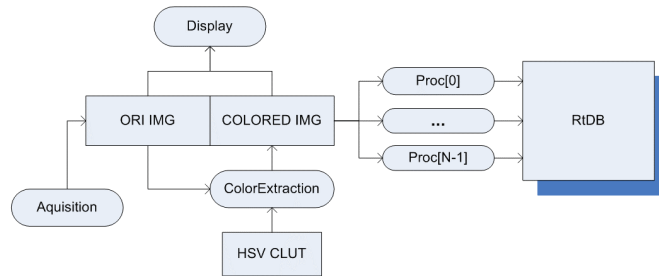 Display
ORI IMG
COLORED IMG
Proc[0]
...
Proc[N-1]
RtDB
Aquisition
ColorExtraction
HSV CLUT